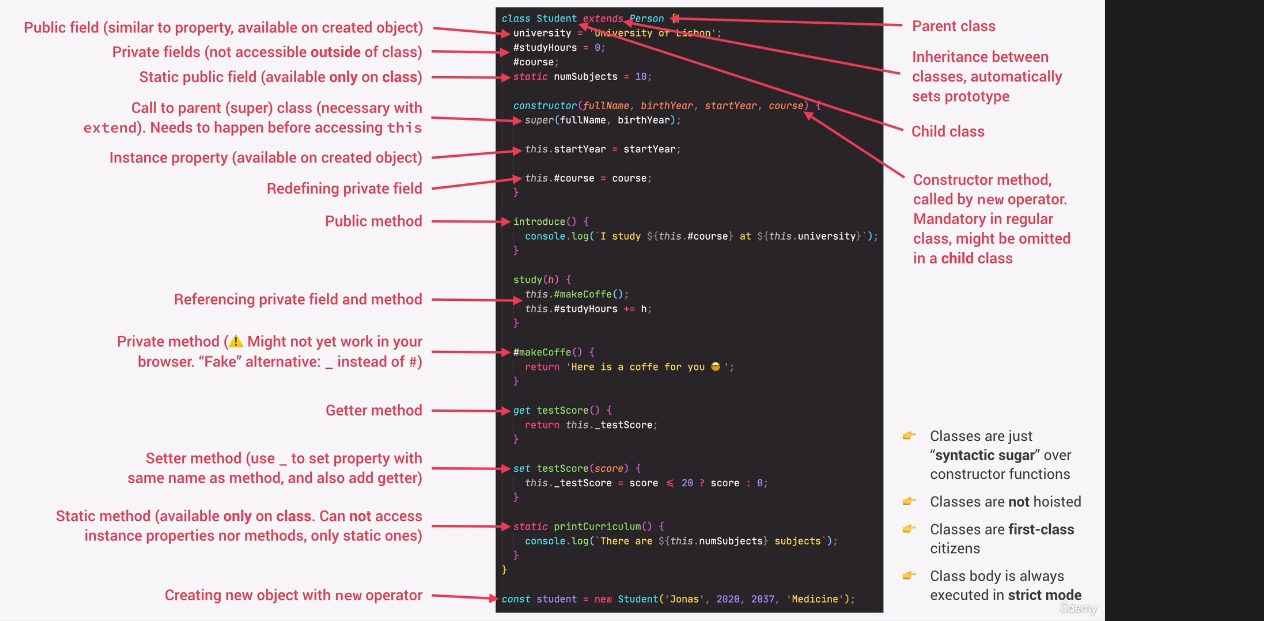 Public field (similar to property, available on created object)
Private fields (not accessible outside of class)
Static public field (available only on class)
Call to parent (super) class (necessary with
extend). Needs to happen before accessing this
Instance property (available on created object)
Redefining private field
Public method
Referencing private field and method
Private method (⚠️ Might not yet work in your
browser. “Fake” alternative: _ instead of #)
Getter method
Setter method (use _ to set property with
same name as method, and also add getter)
Static method (available only on class. Can not access
instance properties nor methods, only static ones)
Creating new object with new operator
class Student extends Person {
university = 'University of Lisbon';
#studyHours = 0;
#course;
static numSubjects = 10;
constructor(fullName, birthYear, startYear, course) {
super(fullName, birthYear);
this.startYear = startYear;
this.#course = course;
}
introduce() {
console.log(`I study ${this.#course} at ${this.university}`);
}
study(h) {
this.#makeCoffe();
this.#studyHours += h;
}
#makeCoffe() {
return 'Here is a coffe for you 🤓';
}
get testScore() {
return this._testScore;
}
set testScore(score) {
this._testScore = score ≤ 20 ? score : 0;
}
static printCurriculum() {
console.log(`There are ${this.numSubjects} subjects`);
}
}
const student = new Student('Jonas', 2020, 2037, 'Medicine');
Parent class
Inheritance between
classes, automatically
sets prototype
Child class
Constructor method,
called by new operator.
Mandatory in regular
class, might be omitted
in a child class
👉 Classes are just
“syntactic sugar” over
constructor functions
👉 Classes are not hoisted
👉 Classes are first-class
citizens
👉 Class body is always
executed in strict mode
ûdemy